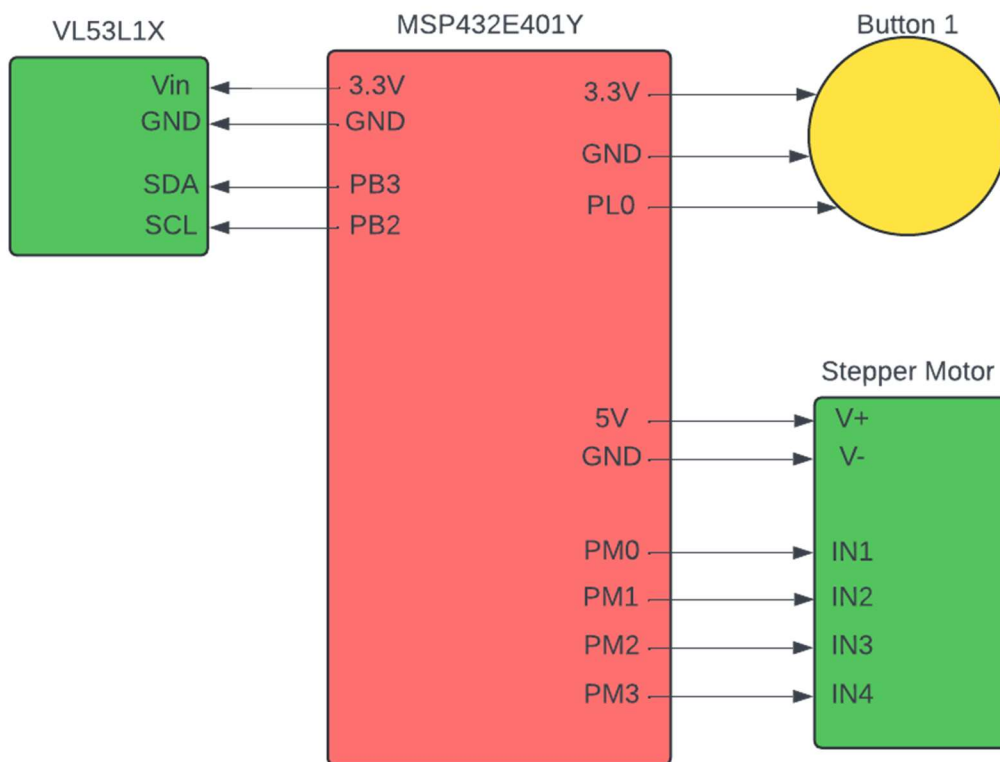 VL53L1X
MSP432E401Y
Button 1
Vin
3.3V
3.3V
GND
GND
GND
SDA
PB3
PL0
SCL
PB2
Stepper Motor
5V
V+
GND
V-
PM0
IN1
PM1
IN2
PM2
IN3
PM3
IN4